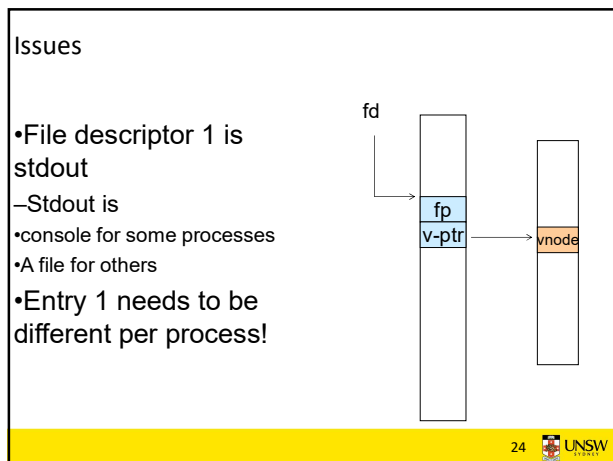 Issues
•File descriptor 1 is
stdout
–Stdout is
•console for some processes
•A file for others
•Entry 1 needs to be
different per process!
fd
fp
v-ptr
vnode
24
UNSW
SYDNEY